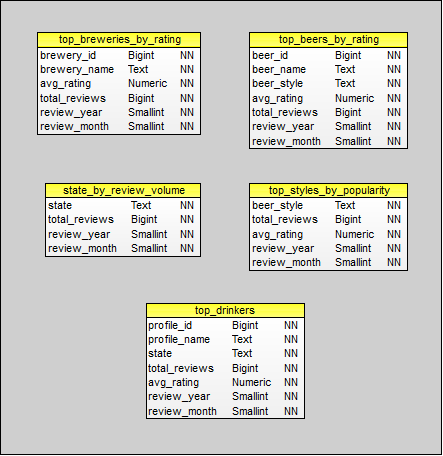 top_breweries_by_rating
brewery_id Bigint NN
brewery_name Text NN
avg_rating Numeric NN
total_reviews Bigint NN
review_year Smallint NN
review_month Smallint NN
top_beers_by_rating
beer_id Bigint NN
beer_name Text NN
beer_style Text NN
avg_rating Numeric NN
total_reviews Bigint NN
review_year Smallint NN
review_month Smallint NN
state_by_review_volume
state Text NN
total_reviews Bigint NN
review_year Smallint NN
review_month Smallint NN
top_styles_by_popularity
beer_style Text NN
total_reviews Bigint NN
avg_rating Numeric NN
review_year Smallint NN
review_month Smallint NN
top_drinkers
profile_id Bigint NN
profile_name Text NN
state Text NN
total_reviews Bigint NN
avg_rating Numeric NN
review_year Smallint NN
review_month Smallint NN